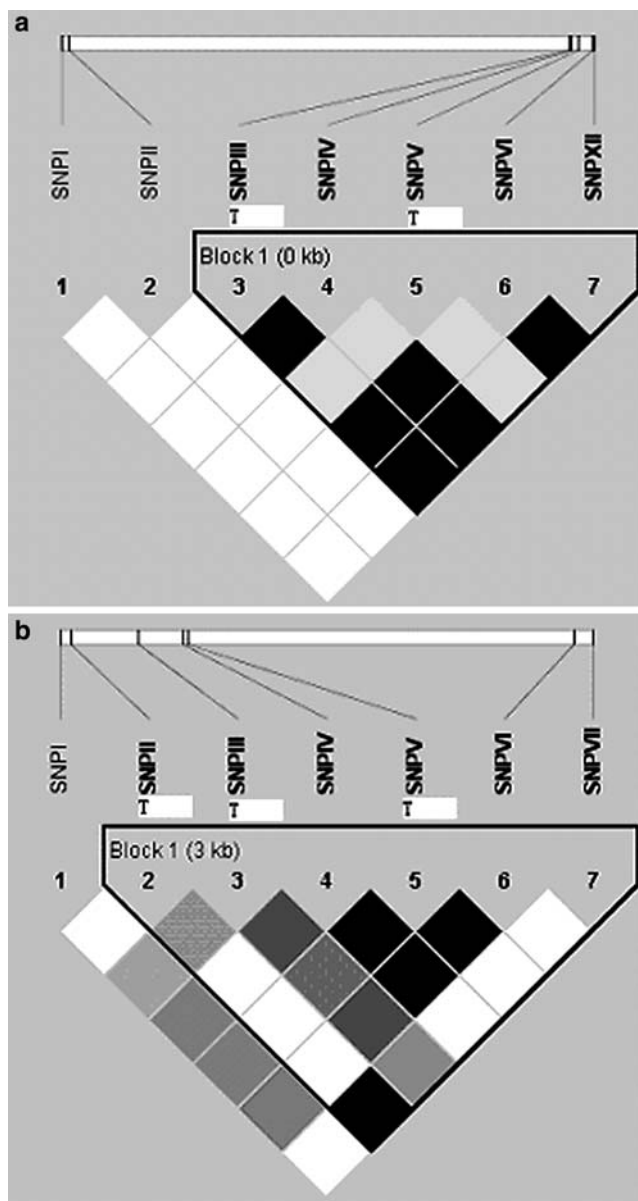 a
SNPI SNPII SNPIII SNPIV SNPV SNPVI SNPXII
T T
Block 1 (0 kb)
1 2 3 4 5 6 7
b
SNPI SNPII SNPIII SNPIV SNPV SNPVI SNPVII
T T T
Block 1 (3 kb)
1 2 3 4 5 6 7